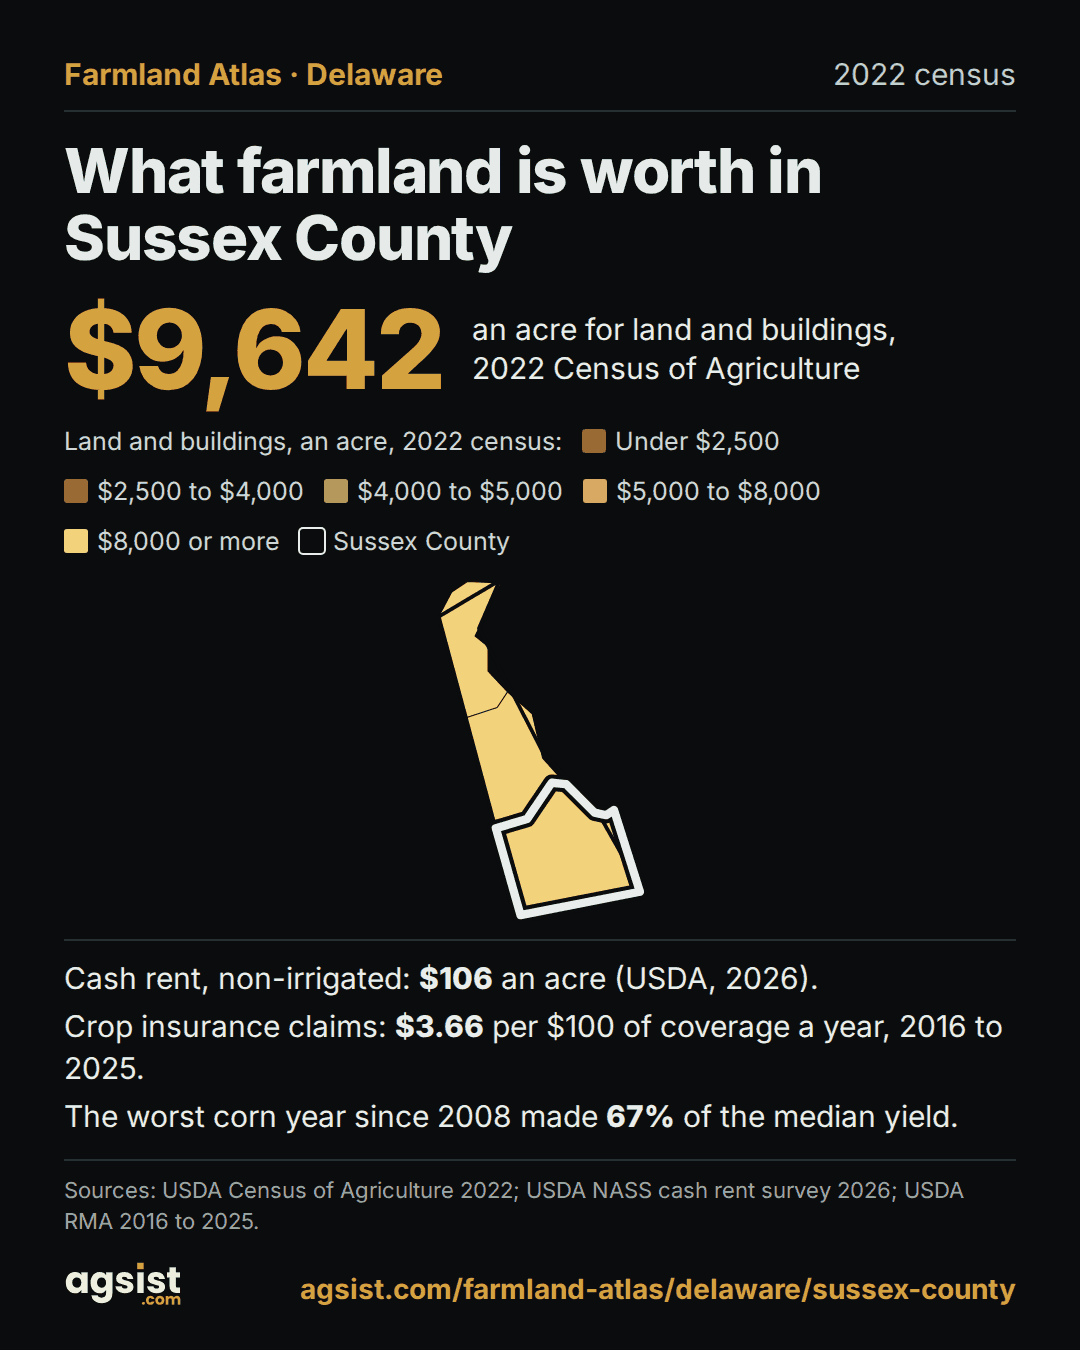 Farmland Atlas · Delaware
2022 census
What farmland is worth in
Sussex County
$9,642
an acre for land and buildings,
2022 Census of Agriculture
Land and buildings, an acre, 2022 census: Under $2,500
$2,500 to $4,000 $4,000 to $5,000 $5,000 to $8,000
$8,000 or more Sussex County
Cash rent, non-irrigated: $106 an acre (USDA, 2026).
Crop insurance claims: $3.66 per $100 of coverage a year, 2016 to
2025.
The worst corn year since 2008 made 67% of the median yield.
Sources: USDA Census of Agriculture 2022; USDA NASS cash rent survey 2026; USDA
RMA 2016 to 2025.
agsist
.com
agsist.com/farmland-atlas/delaware/sussex-county